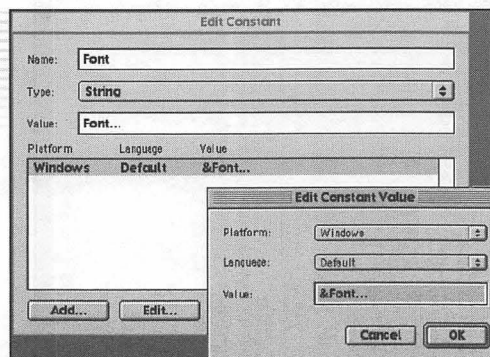 Edit Constant
Name: Font
Type: String
Value: Font...
Platform Language Value
Windows Default &Font...
Add... Edit...
Edit Constant Value
Platform: Windows
Language: Default
Value: &Font...
Cancel OK